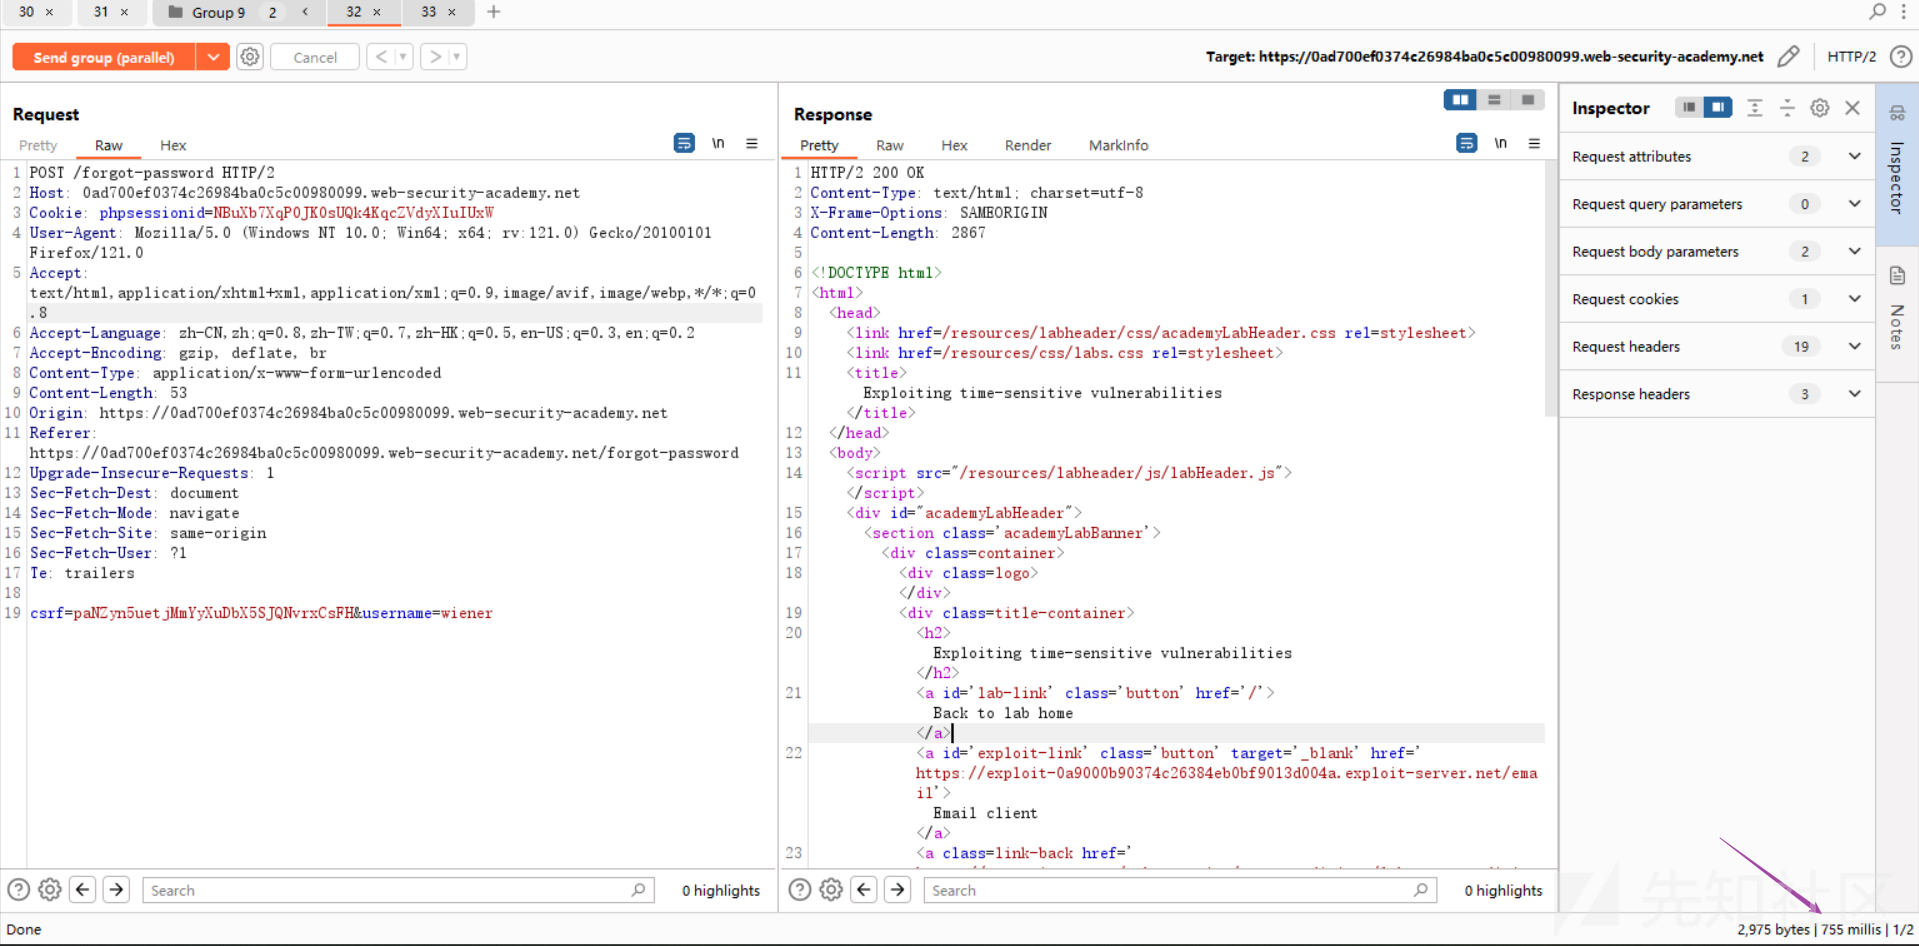 30 × 31 × Group 9 2 < 32 × 33 × +
Send group (parallel) Cancel < > Target: https://0ad700ef0374c26984ba0c5c00980099.web-security-academy.net HTTP/2
Request
Pretty Raw Hex \n
1 POST /forgot-password HTTP/2
2 Host: 0ad700ef0374c26984ba0c5c00980099.web-security-academy.net
3 Cookie: phpsessionid=NBuXb7XqP0JK0sUQk4KqcZVdyXIuIUxW
4 User-Agent: Mozilla/5.0 (Windows NT 10.0; Win64; x64; rv:121.0) Gecko/20100101
Firefox/121.0
5 Accept:
text/html,application/xhtml+xml,application/xml;q=0.9,image/avif,image/webp,*/*;q=0
.8
6 Accept-Language: zh-CN,zh;q=0.8,zh-TW;q=0.7,zh-HK;q=0.5,en-US;q=0.3,en;q=0.2
7 Accept-Encoding: gzip, deflate, br
8 Content-Type: application/x-www-form-urlencoded
9 Content-Length: 53
10 Origin: https://0ad700ef0374c26984ba0c5c00980099.web-security-academy.net
11 Referer:
https://0ad700ef0374c26984ba0c5c00980099.web-security-academy.net/forgot-password
12 Upgrade-Insecure-Requests: 1
13 Sec-Fetch-Dest: document
14 Sec-Fetch-Mode: navigate
15 Sec-Fetch-Site: same-origin
16 Sec-Fetch-User: ?1
17 Te: trailers
18
19 csrf=paNZyn5uetjMmYyXuDbX5SJQNvrxCsFH&username=wiener
Search 0 highlights
Response
Pretty Raw Hex Render MarkInfo \n
1 HTTP/2 200 OK
2 Content-Type: text/html; charset=utf-8
3 X-Frame-Options: SAMEORIGIN
4 Content-Length: 2867
5
6 <!DOCTYPE html>
7 <html>
8 <head>
9 <link href=/resources/labheader/css/academyLabHeader.css rel=stylesheet>
10 <link href=/resources/css/labs.css rel=stylesheet>
11 <title>
Exploiting time-sensitive vulnerabilities
</title>
12 </head>
13 <body>
14 <script src="/resources/labheader/js/labHeader.js">
</script>
15 <div id="academyLabHeader">
16 <section class='academyLabBanner'>
17 <div class=container>
18 <div class=logo>
</div>
19 <div class=title-container>
20 <h2>
Exploiting time-sensitive vulnerabilities
</h2>
21 <a id='lab-link' class='button' href='/'>
Back to lab home
</a>
22 <a id='exploit-link' class='button' target='_blank' href='
https://exploit-0a9000b90374c26384eb0bf9013d004a.exploit-server.net/ema
il'>
Email client
</a>
23 <a class=link-back href='
Search 0 highlights
Inspector
Request attributes 2
Request query parameters 0
Request body parameters 2
Request cookies 1
Request headers 19
Response headers 3
Inspector
Notes
先知社区
Done 2,975 bytes | 755 millis | 1/2